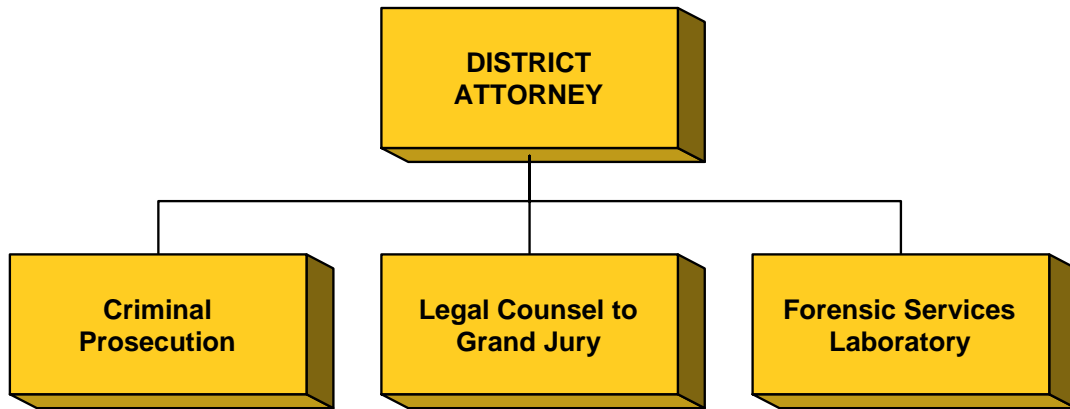 DISTRICT
ATTORNEY
Criminal
Prosecution
Legal Counsel to
Grand Jury
Forensic Services
Laboratory